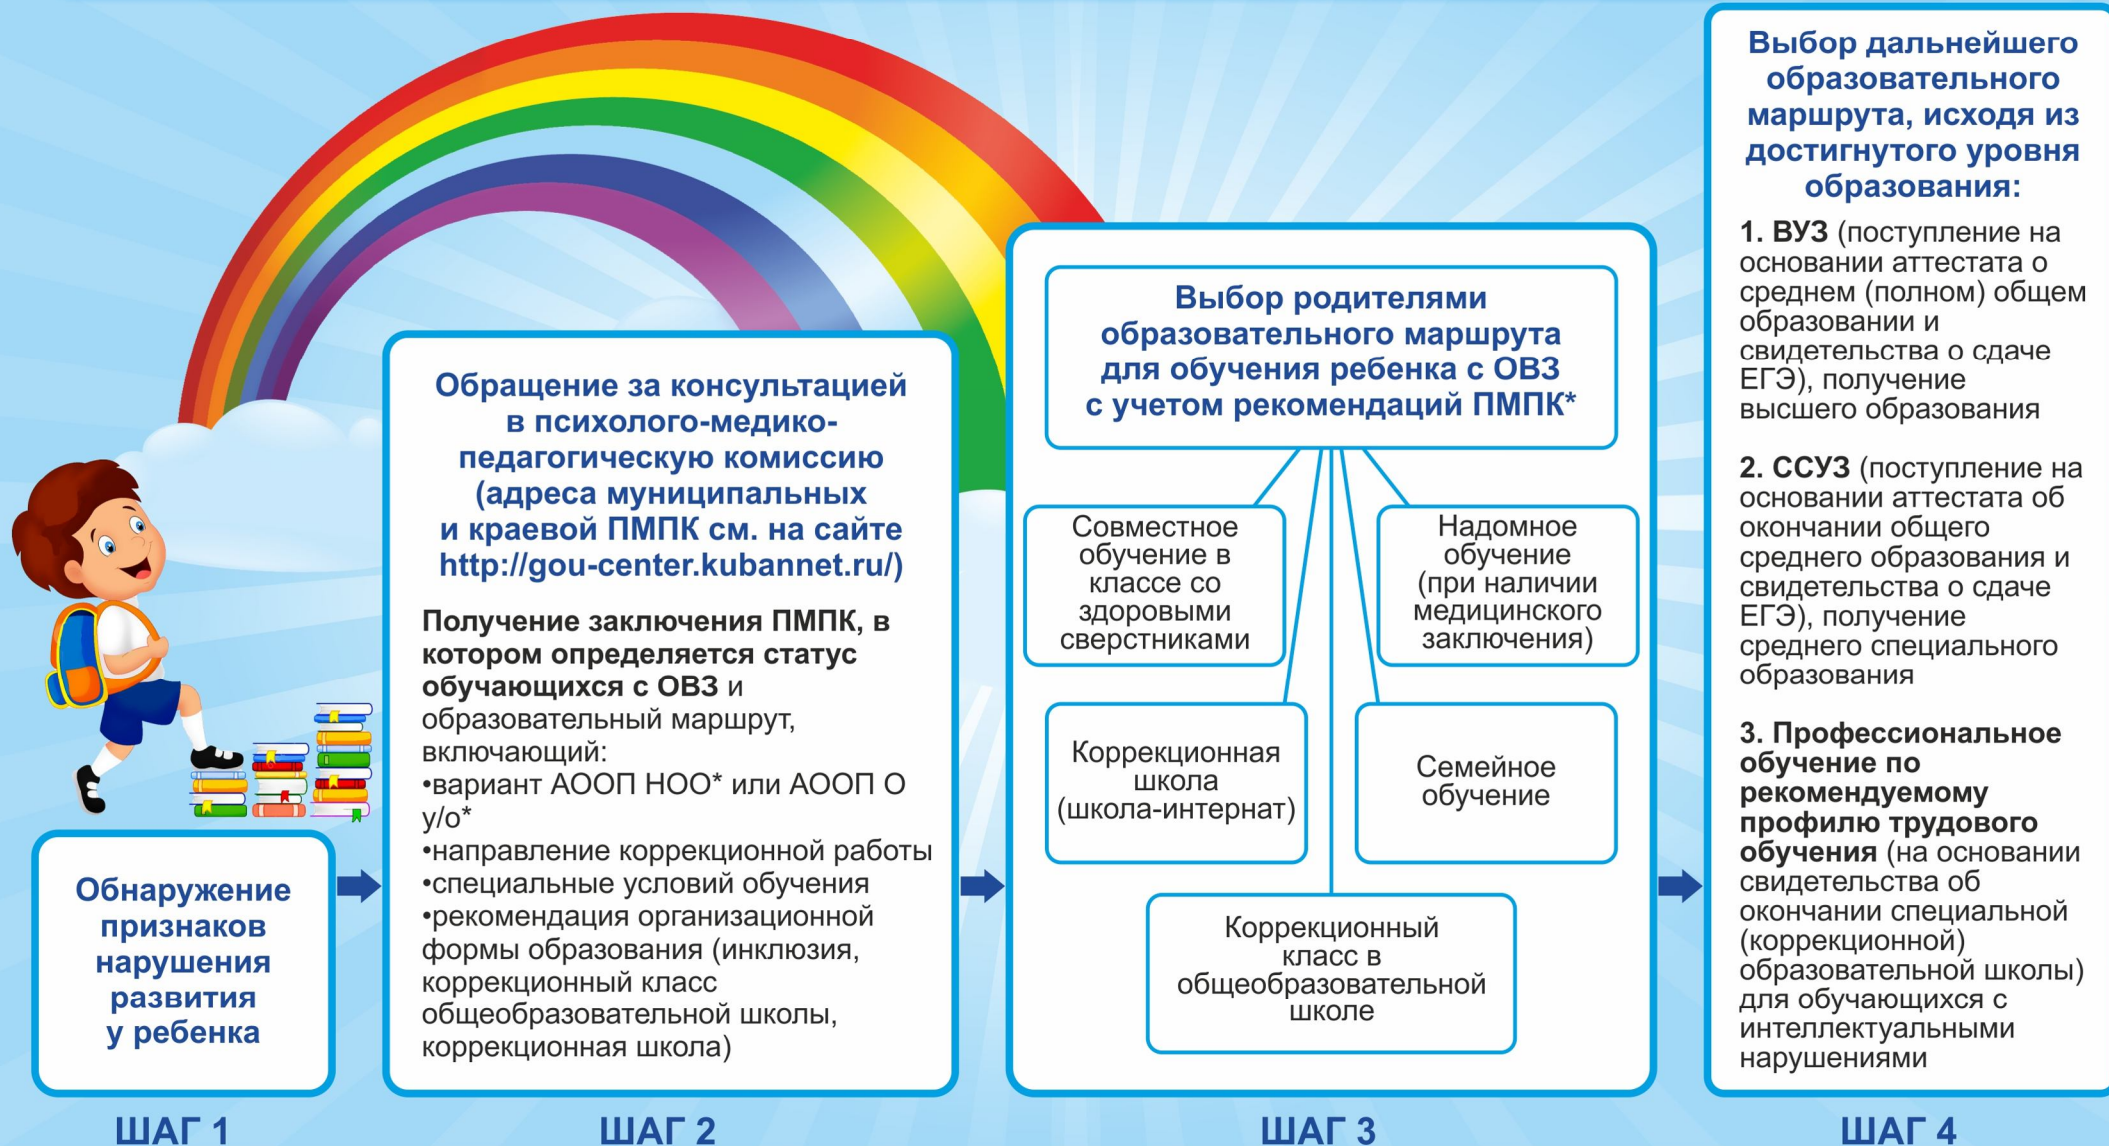 Обнаружение
признаков
нарушения
развития
у ребенка
ШАГ 1
Обращение за консультацией
в психолого-медико-
педагогическую комиссию
(адреса муниципальных
и краевой ПМПК см. на сайте
http://gou-center.kubannet.ru/)
Получение заключения ПМПК, в
котором определяется статус
обучающихся с ОВЗ и
образовательный маршрут,
включающий:
•вариант АООП НОО* или АООП О
у/о*
•направление коррекционной работы
•специальные условий обучения
•рекомендация организационной
формы образования (инклюзия,
коррекционный класс
общеобразовательной школы,
коррекционная школа)
ШАГ 2
Выбор родителями
образовательного маршрута
для обучения ребенка с ОВЗ
с учетом рекомендаций ПМПК*
Совместное
обучение в
классе со
здоровыми
сверстниками
Надомное
обучение
(при наличии
медицинского
заключения)
Коррекционная
школа
(школа-интернат)
Семейное
обучение
Коррекционный
класс в
общеобразовательной
школе
ШАГ 3
Выбор дальнейшего
образовательного
маршрута, исходя из
достигнутого уровня
образования:
1. ВУЗ (поступление на
основании аттестата о
среднем (полном) общем
образовании и
свидетельства о сдаче
ЕГЭ), получение
высшего образования
2. ССУЗ (поступление на
основании аттестата об
окончании общего
среднего образования и
свидетельства о сдаче
ЕГЭ), получение
среднего специального
образования
3. Профессиональное
обучение по
рекомендуемому
профилю трудового
обучения (на основании
свидетельства об
окончании специальной
(коррекционной)
образовательной школы)
для обучающихся с
интеллектуальными
нарушениями
ШАГ 4